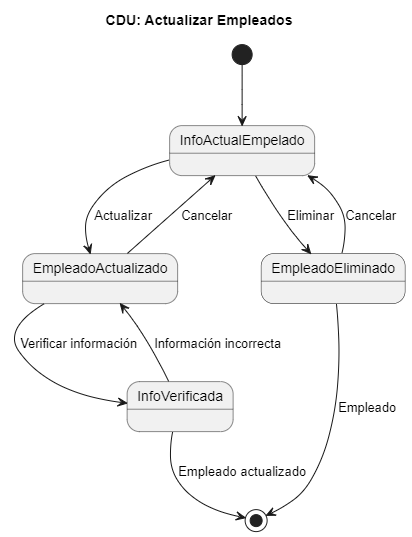 CDU: Actualizar Empleados
InfoActualEmpelado
Actualizar
Cancelar
Eliminar
Cancelar
EmpleadoActualizado
EmpleadoEliminado
Verificar información
Información incorrecta
InfoVerificada
Empleado
Empleado actualizado